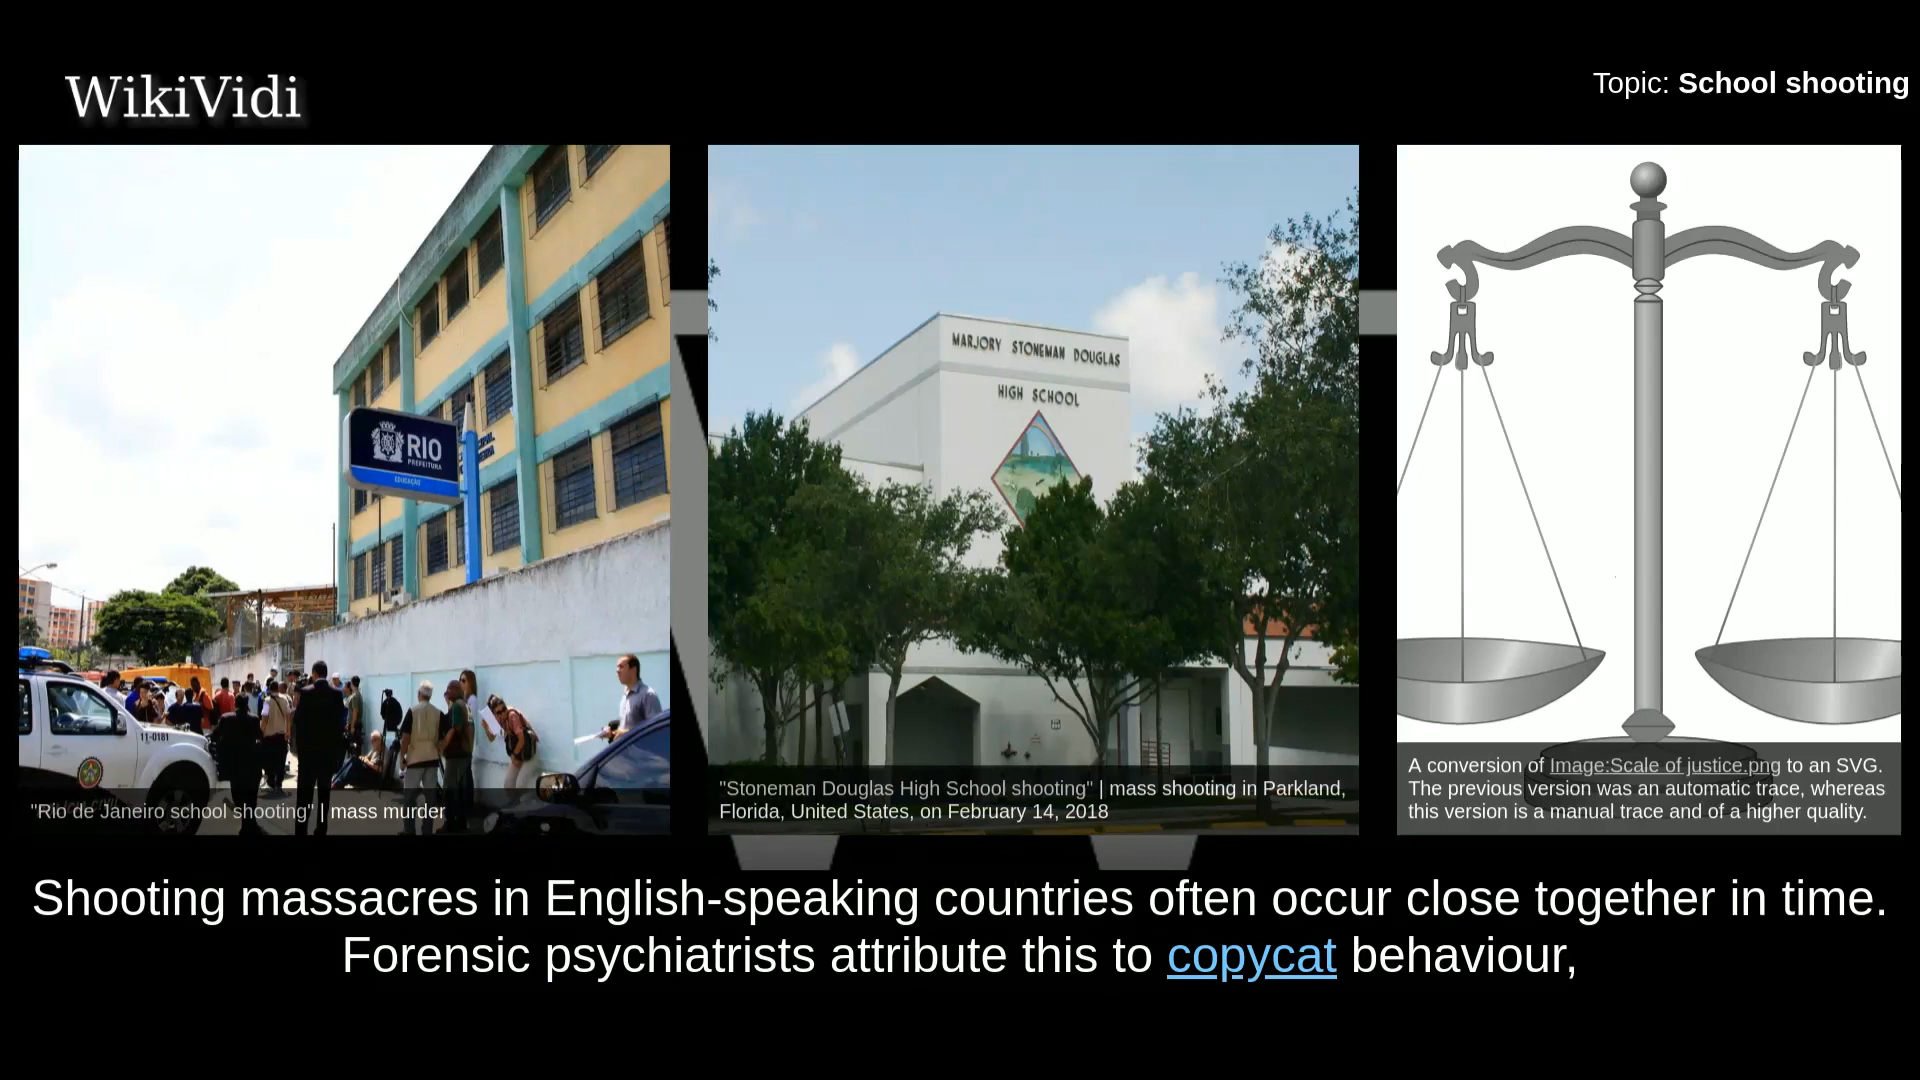 WikiVidi
Topic: School shooting
RIO
PREFEITURA
EDUCAÇÃO
11-0181
"Rio de Janeiro school shooting" | mass murder
MARJORY STONEMAN DOUGLAS
HIGH SCHOOL
"Stoneman Douglas High School shooting" | mass shooting in Parkland,
Florida, United States, on February 14, 2018
A conversion of Image:Scale of justice.png to an SVG.
The previous version was an automatic trace, whereas
this version is a manual trace and of a higher quality.
Shooting massacres in English-speaking countries often occur close together in time.
Forensic psychiatrists attribute this to copycat behaviour,